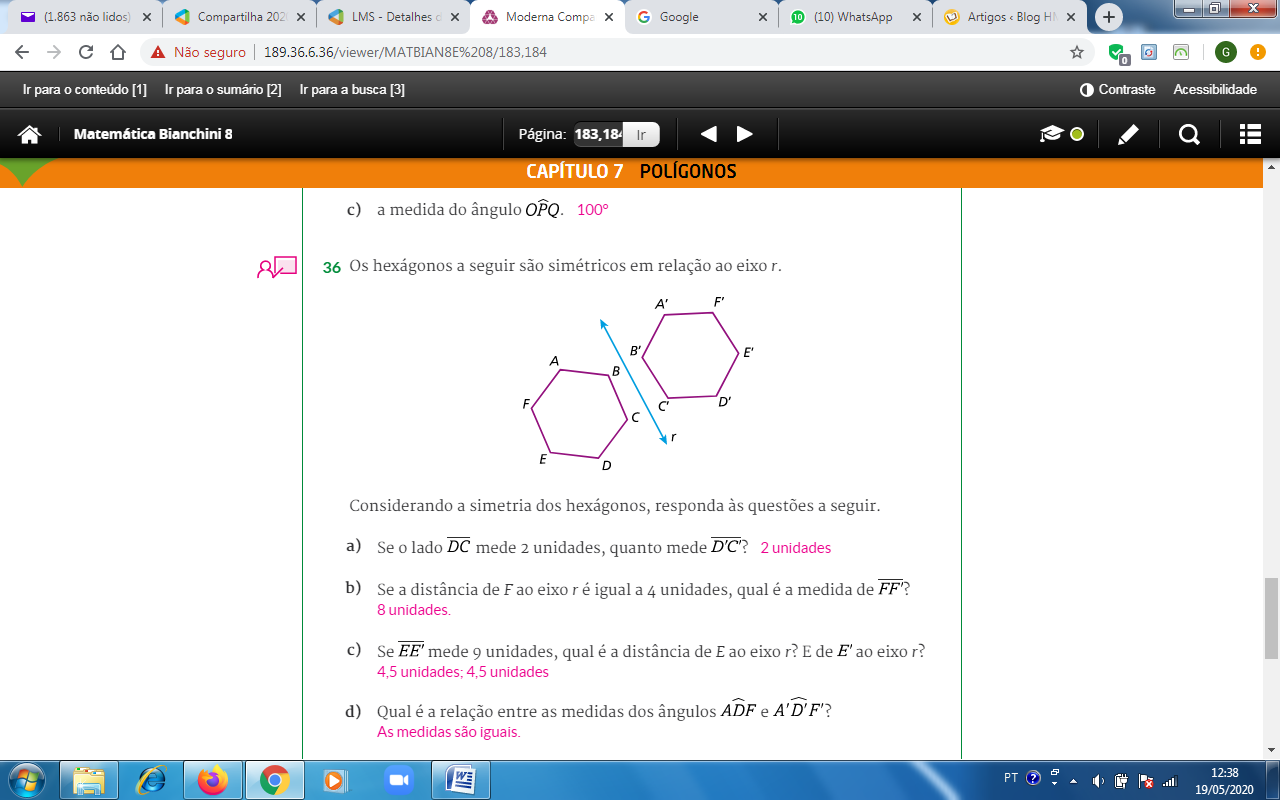 (1.863 não lidos)
Compartilha 202
LMS - Detalhes d
Moderna Compa
Google
(10) WhatsApp
Artigos ‹ Blog H
Não seguro | 189.36.6.36/viewer/MATBIAN8E%208/183,184
0
G
Ir para o conteúdo [1] Ir para o sumário [2] Ir para a busca [3]
Contraste Acessibilidade
Matemática Bianchini 8
Página: 183,184 Ir
CAPÍTULO 7 POLÍGONOS
c) a medida do ângulo OP̂Q. 100°
36 Os hexágonos a seguir são simétricos em relação ao eixo r.
A' F'
B' E'
A B
C' D'
F C
r
E D
Considerando a simetria dos hexágonos, responda às questões a seguir.
a) Se o lado D̅C̅ mede 2 unidades, quanto mede D̅'C̅'? 2 unidades
b) Se a distância de F ao eixo r é igual a 4 unidades, qual é a medida de F̅F̅'?
8 unidades.
c) Se E̅E̅' mede 9 unidades, qual é a distância de E ao eixo r? E de E' ao eixo r?
4,5 unidades; 4,5 unidades
d) Qual é a relação entre as medidas dos ângulos AD̂F e A'D̂'F'?
As medidas são iguais.
PT
12:38
19/05/2020